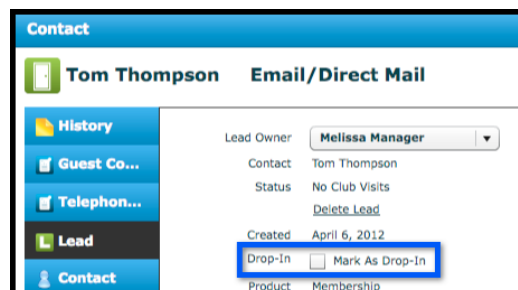 Contact
Tom Thompson Email/Direct Mail
History
Guest Co...
Telephon...
Lead
Contact
Lead Owner Melissa Manager
Contact Tom Thompson
Status No Club Visits
Delete Lead
Created April 6, 2012
Drop-In Mark As Drop-In
Product Membership